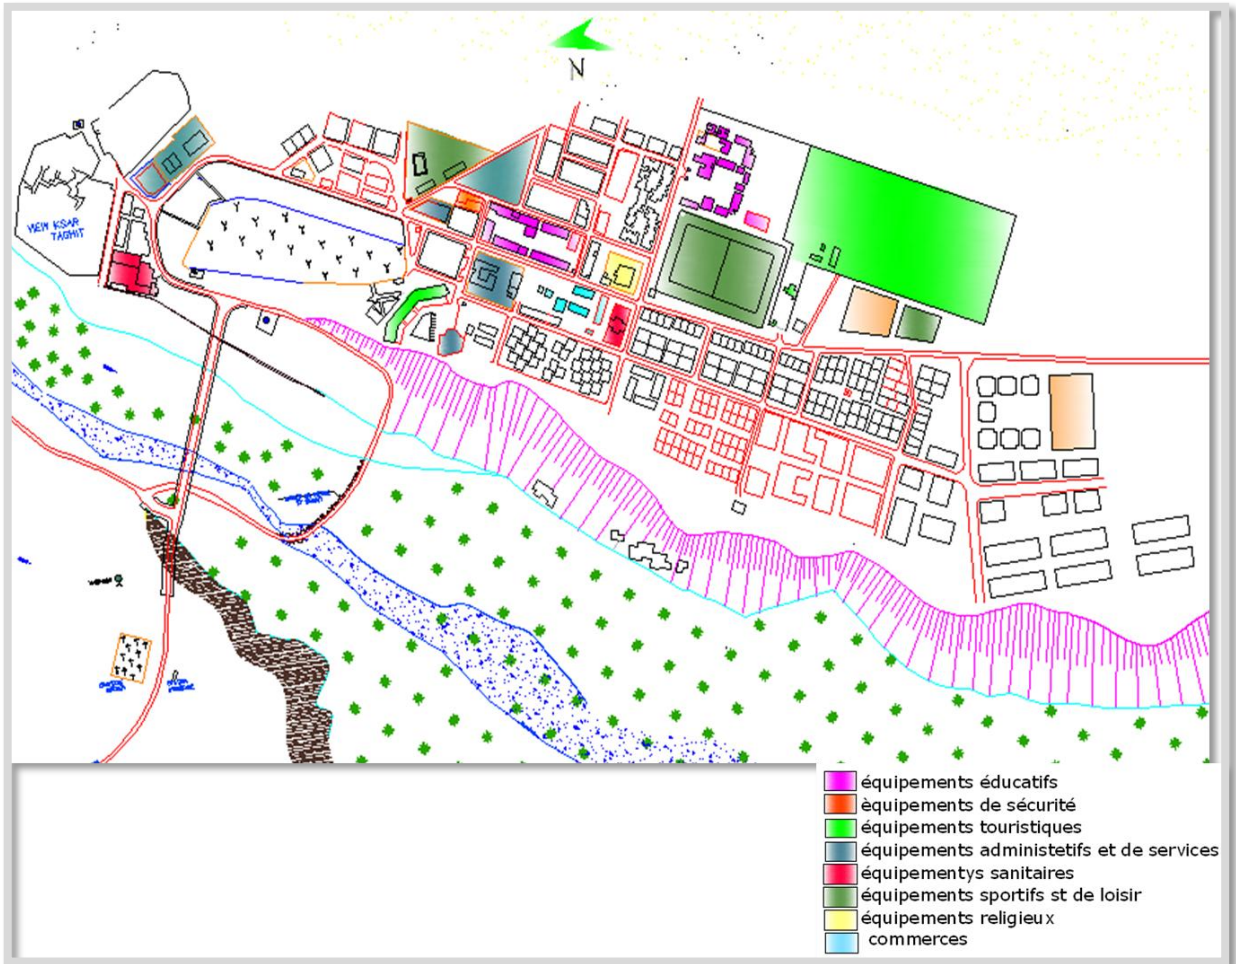 N
VIEW KSAR
TAGHIT
équipements éducatifs
èquipements de sécurité
équipements touristiques
équipements administetifs et de services
équipementys sanitaires
équipements sportifs st de loisir
équipements religieux
commerces